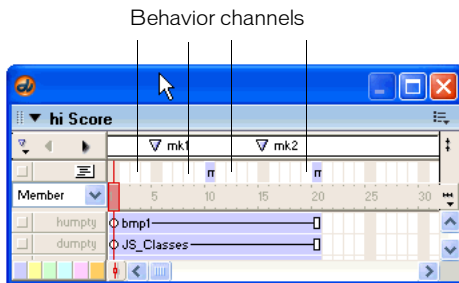 Behavior channels
hi Score
mk1 mk2
Member 5 10 15 20 25 30
humpty bmp1
dumpty JS_Classes